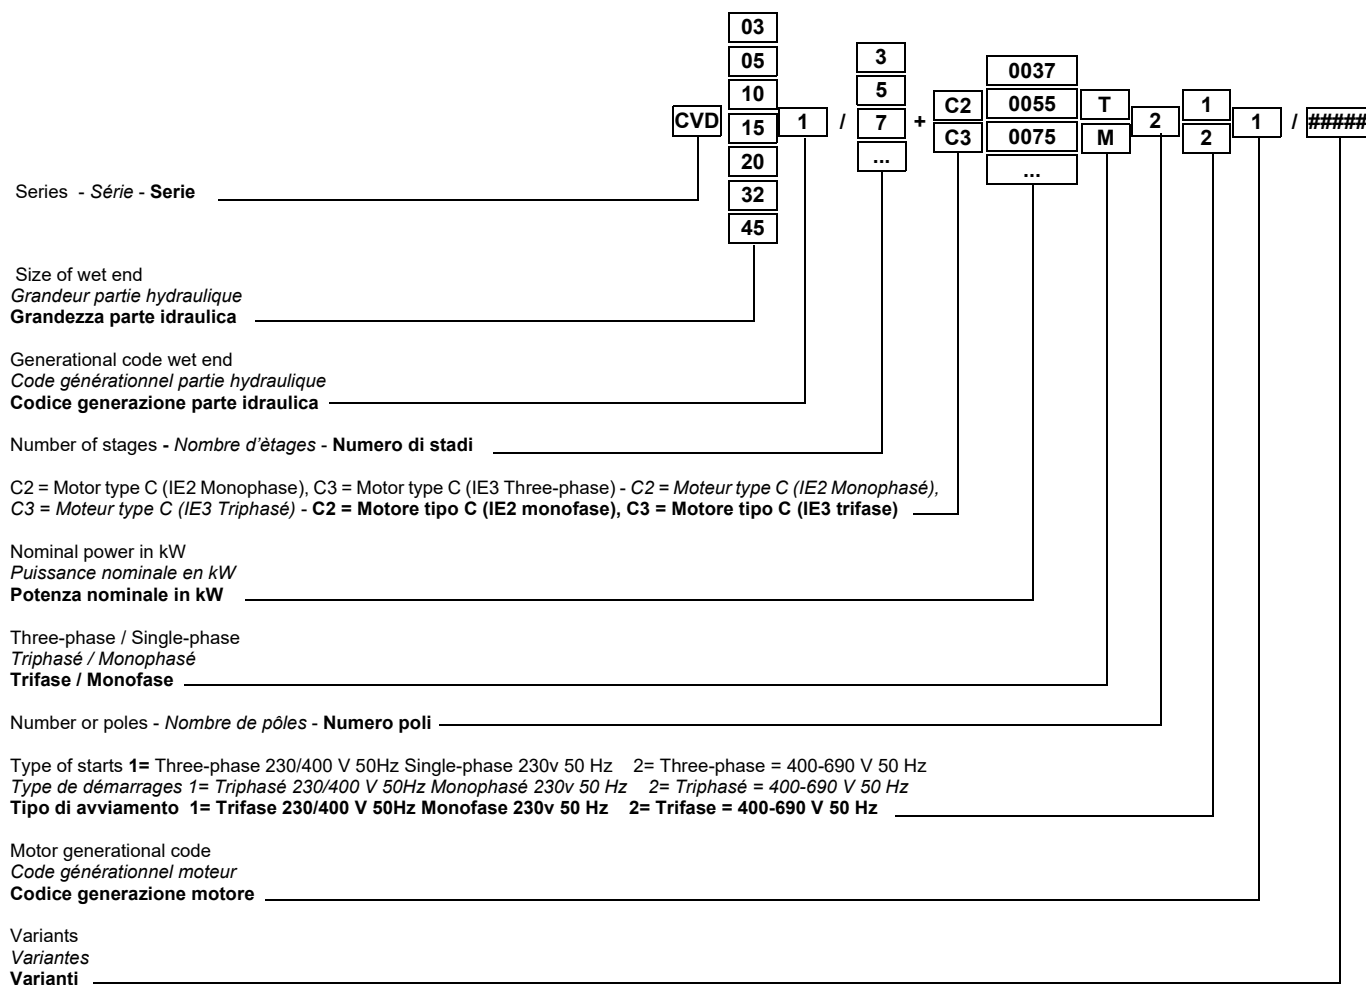 03
05
10
15
20
32
45
CVD
1
/
3
5
7
...
+
C2
C3
0037
0055
0075
...
T
M
2
1
2
1
/
#####
Series - Série - Serie
Size of wet end
Grandeur partie hydraulique
Grandezza parte idraulica
Generational code wet end
Code générationnel partie hydraulique
Codice generazione parte idraulica
Number of stages - Nombre d'ètages - Numero di stadi
C2 = Motor type C (IE2 Monophase), C3 = Motor type C (IE3 Three-phase) - C2 = Moteur type C (IE2 Monophasé),
C3 = Moteur type C (IE3 Triphasé) - C2 = Motore tipo C (IE2 monofase), C3 = Motore tipo C (IE3 trifase)
Nominal power in kW
Puissance nominale en kW
Potenza nominale in kW
Three-phase / Single-phase
Triphasé / Monophasé
Trifase / Monofase
Number or poles - Nombre de pôles - Numero poli
Type of starts 1= Three-phase 230/400 V 50Hz Single-phase 230v 50 Hz 2= Three-phase = 400-690 V 50 Hz
Type de démarrages 1= Triphasé 230/400 V 50Hz Monophasé 230v 50 Hz 2= Triphasé = 400-690 V 50 Hz
Tipo di avviamento 1= Trifase 230/400 V 50Hz Monofase 230v 50 Hz 2= Trifase = 400-690 V 50 Hz
Motor generational code
Code générationnel moteur
Codice generazione motore
Variants
Variantes
Varianti